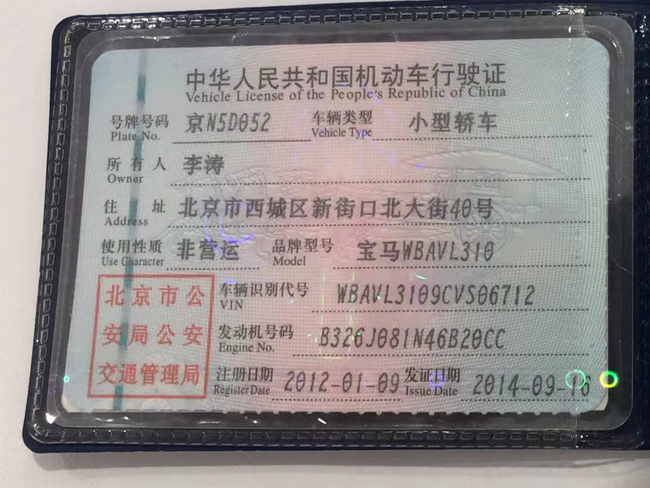 中华人民共和国机动车行驶证
Vehicle License of the People's Republic of China
号牌号码 京N5D052 车辆类型 小型轿车
Plate No. Vehicle Type
所有人 李涛
Owner
住址 北京市西城区新街口北大街40号
Address
使用性质 非营运 品牌型号 宝马WBAVL310
Use Character Model
北京市公
安局公安
交通管理局
车辆识别代号 WBAVL3109CVS06712
VIN
发动机号码 B326J081N46B20CC
Engine No.
注册日期 2012-01-09 发证日期 2014-09-16
Register Date Issue Date